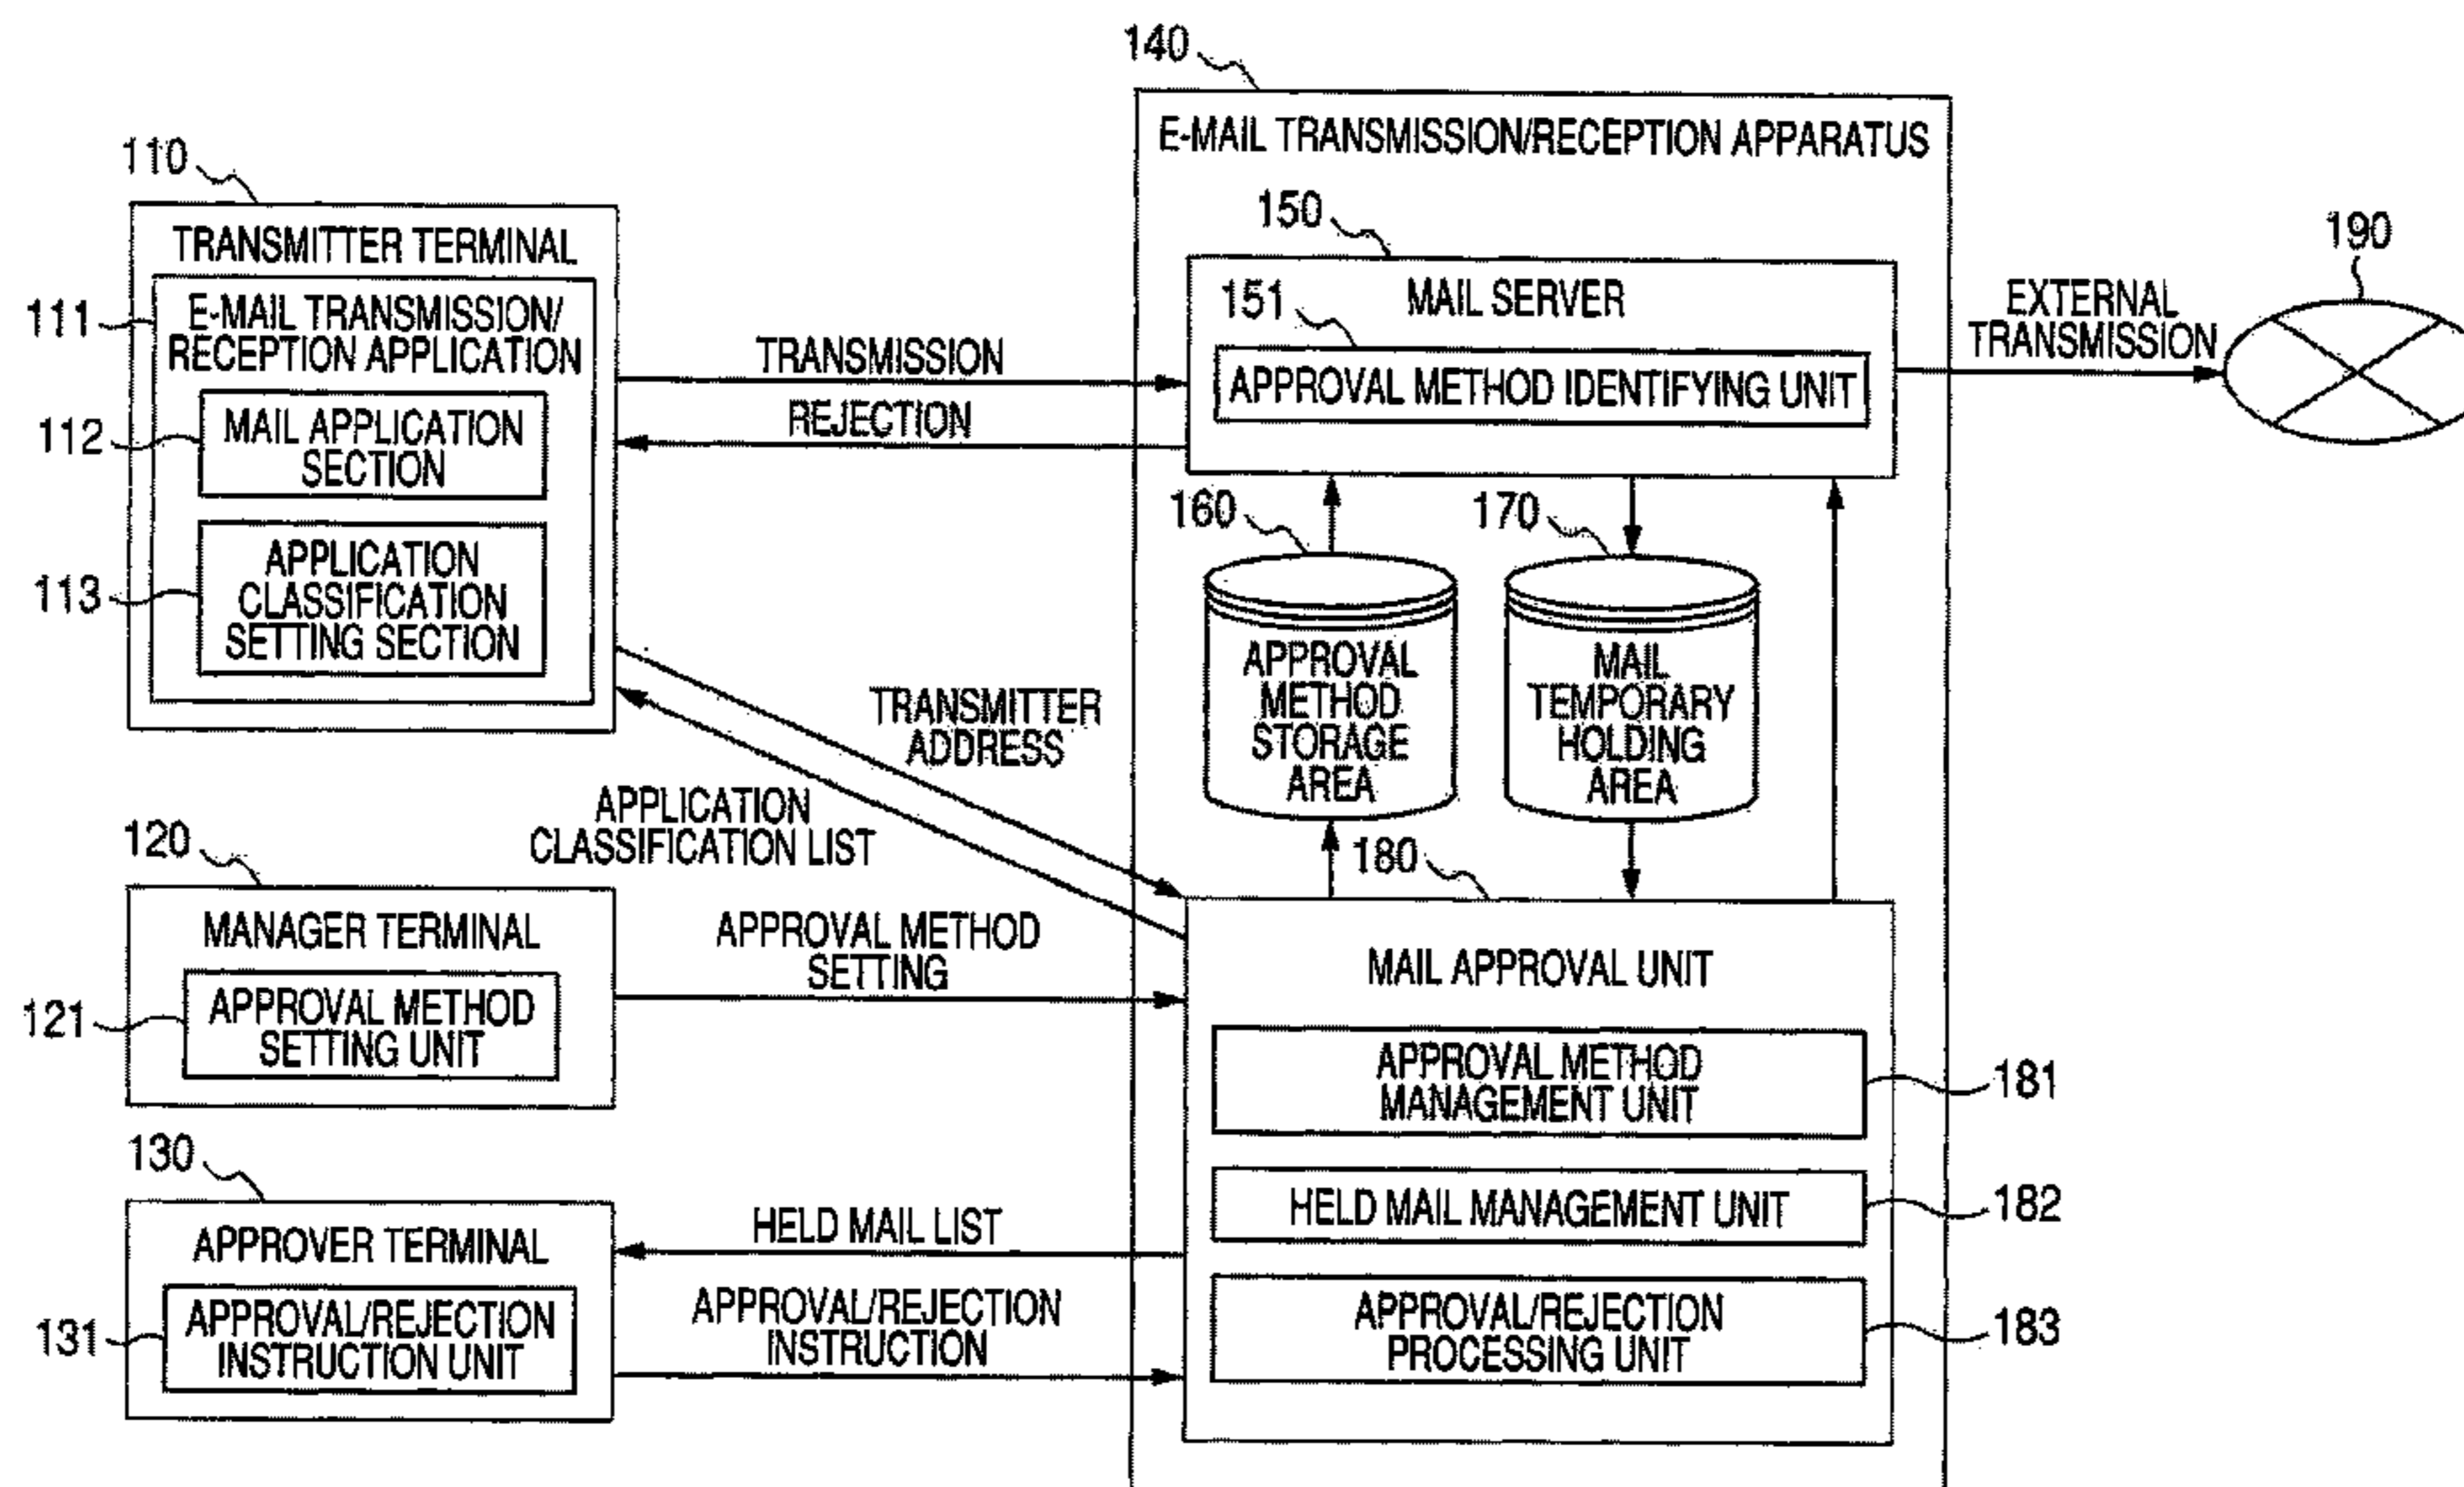 140
E-MAIL TRANSMISSION/RECEPTION APPARATUS
110
TRANSMITTER TERMINAL
111
E-MAIL TRANSMISSION/
RECEPTION APPLICATION
112
MAIL APPLICATION
SECTION
113
APPLICATION
CLASSIFICATION
SETTING SECTION
TRANSMISSION
REJECTION
150
MAIL SERVER
151
APPROVAL METHOD IDENTIFYING UNIT
EXTERNAL
TRANSMISSION
190
160
APPROVAL
METHOD
STORAGE
AREA
170
MAIL
TEMPORARY
HOLDING
AREA
TRANSMITTER
ADDRESS
APPLICATION
CLASSIFICATION LIST
120
MANAGER TERMINAL
121
APPROVAL METHOD
SETTING UNIT
APPROVAL METHOD
SETTING
180
MAIL APPROVAL UNIT
APPROVAL METHOD
MANAGEMENT UNIT
181
HELD MAIL MANAGEMENT UNIT
182
APPROVAL/REJECTION
PROCESSING UNIT
183
130
APPROVER TERMINAL
131
APPROVAL/REJECTION
INSTRUCTION UNIT
HELD MAIL LIST
APPROVAL/REJECTION
INSTRUCTION